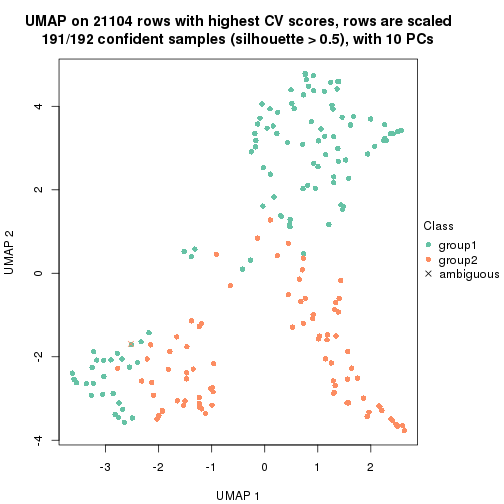 UMAP on 21104 rows with highest CV scores, rows are scaled
191/192 confident samples (silhouette > 0.5), with 10 PCs
4
2
0
-2
-4
UMAP 2
-3
-2
-1
0
1
2
UMAP 1
Class
group1
group2
ambiguous